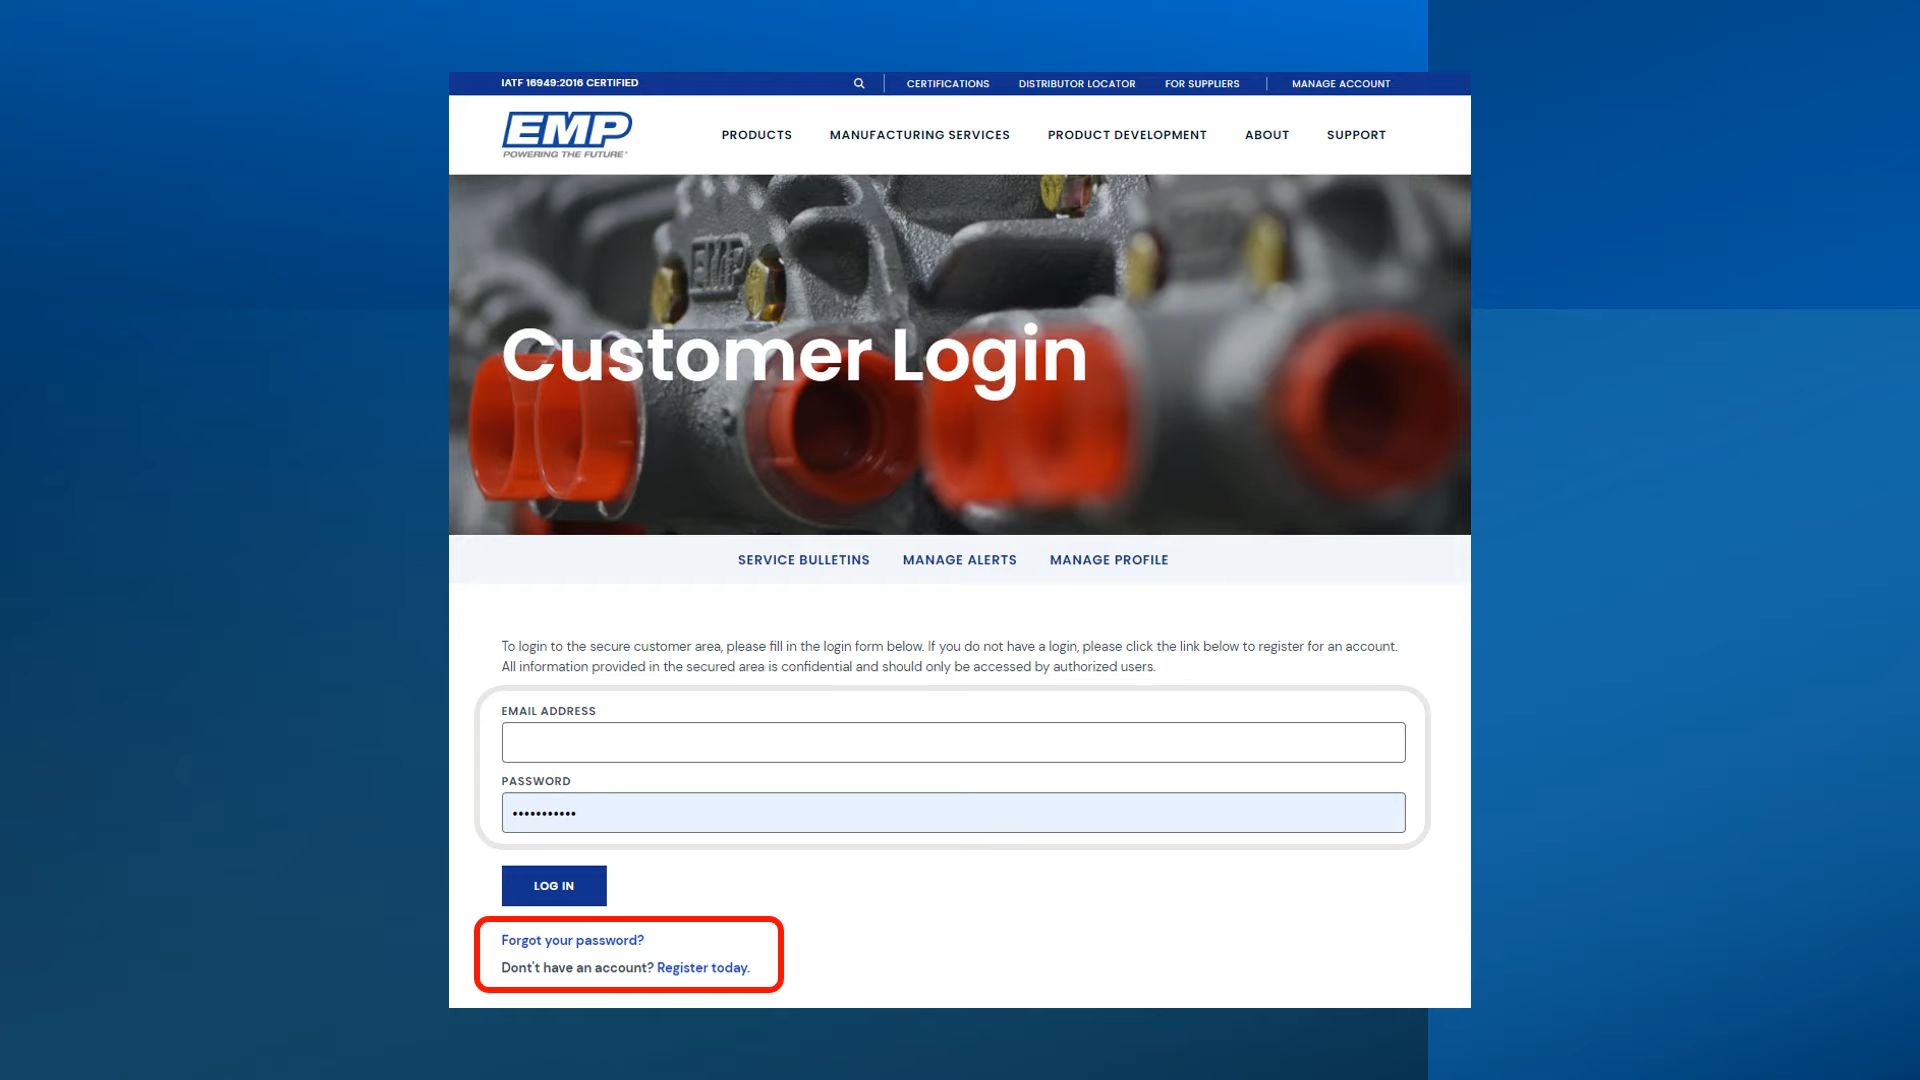 IATF 16949:2016 CERTIFIED
CERTIFICATIONS
DISTRIBUTOR LOCATOR
FOR SUPPLIERS
MANAGE ACCOUNT
EMP
POWERING THE FUTURE
PRODUCTS
MANUFACTURING SERVICES
PRODUCT DEVELOPMENT
ABOUT
SUPPORT
EMP
Customer Login
SERVICE BULLETINS
MANAGE ALERTS
MANAGE PROFILE
To login to the secure customer area, please fill in the login form below. If you do not have a login, please click the link below to register for an account.
All information provided in the secured area is confidential and should only be accessed by authorized users.
EMAIL ADDRESS
PASSWORD
•••••••••••
LOG IN
Forgot your password?
Dont't have an account? Register today.